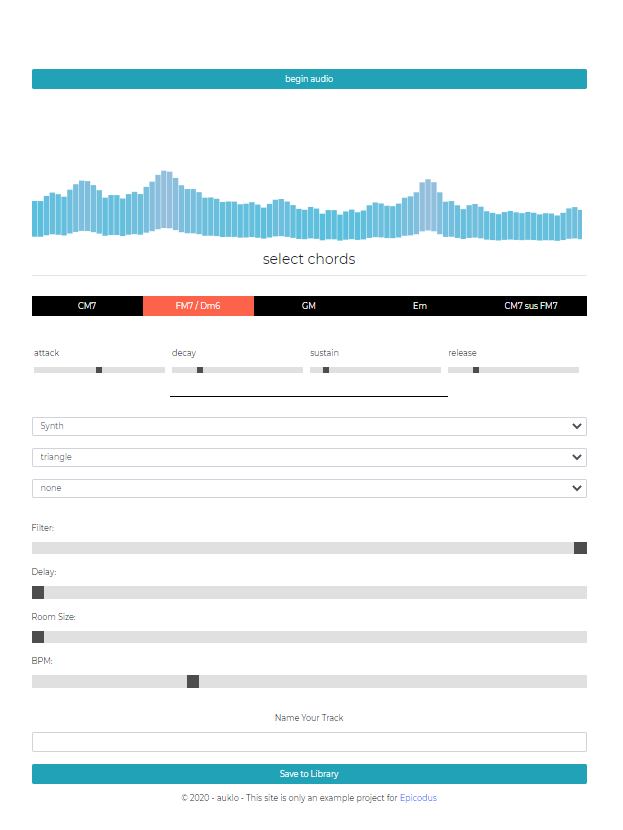 begin audio
select chords
CM7 FM7 / Dm6 GM Em CM7 sus FM7
attack decay sustain release
Synth
triangle
none
Filter:
Delay:
Room Size:
BPM:
Name Your Track
Save to Library
© 2020 - auklo - This site is only an example project for Epicodus